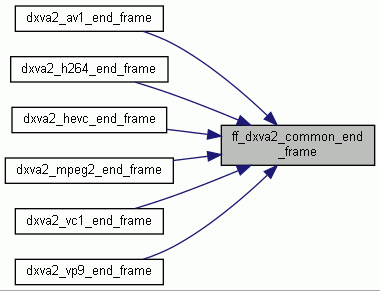 dxva2_av1_end_frame
dxva2_h264_end_frame
dxva2_hevc_end_frame
ff_dxva2_common_end
_frame
dxva2_mpeg2_end_frame
dxva2_vc1_end_frame
dxva2_vp9_end_frame